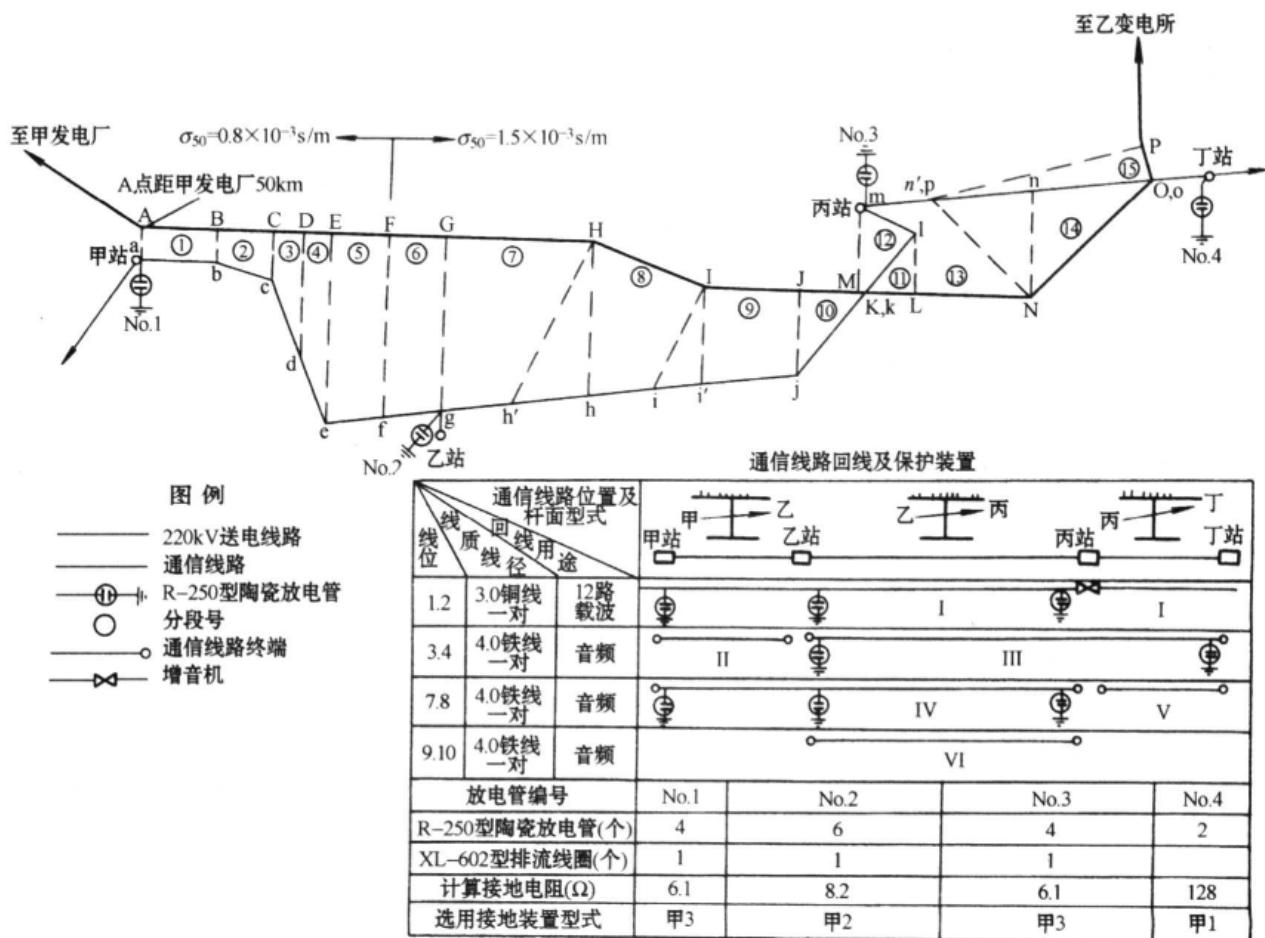 至乙变电所
至甲发电厂
σ₅₀=0.8×10⁻³s/m
σ₅₀=1.5×10⁻³s/m
A点距甲发电厂50km
No.3
P
丁站
⑮
n
n′,p
m
O,o
丙站
A
B
C
D
E
F
G
H
l
⑫
⑭
No.4
a
甲站
①
②
③
④
⑤
⑥
⑦
⑧
b
c
I
J
M
⑪
⑬
K,k
L
N
⑨
⑩
No.1
d
e
f
g
h′
h
i
i′
j
No.2
乙站
图 例
220kV送电线路
通信线路
R-250型陶瓷放电管
分段号
通信线路终端
增音机
通信线路回线及保护装置
通信线路位置及杆面型式
回线用途
线质线径
线位
甲 乙
乙 丙
丙 丁
甲站 乙站 丙站 丁站
1.2 3.0铜线一对 12路载波 I I
3.4 4.0铁线一对 音频 II III
7.8 4.0铁线一对 音频 IV V
9.10 4.0铁线一对 音频 VI
放电管编号 No.1 No.2 No.3 No.4
R-250型陶瓷放电管(个) 4 6 4 2
XL-602型排流线圈(个) 1 1 1
计算接地电阻(Ω) 6.1 8.2 6.1 128
选用接地装置型式 甲3 甲2 甲3 甲1